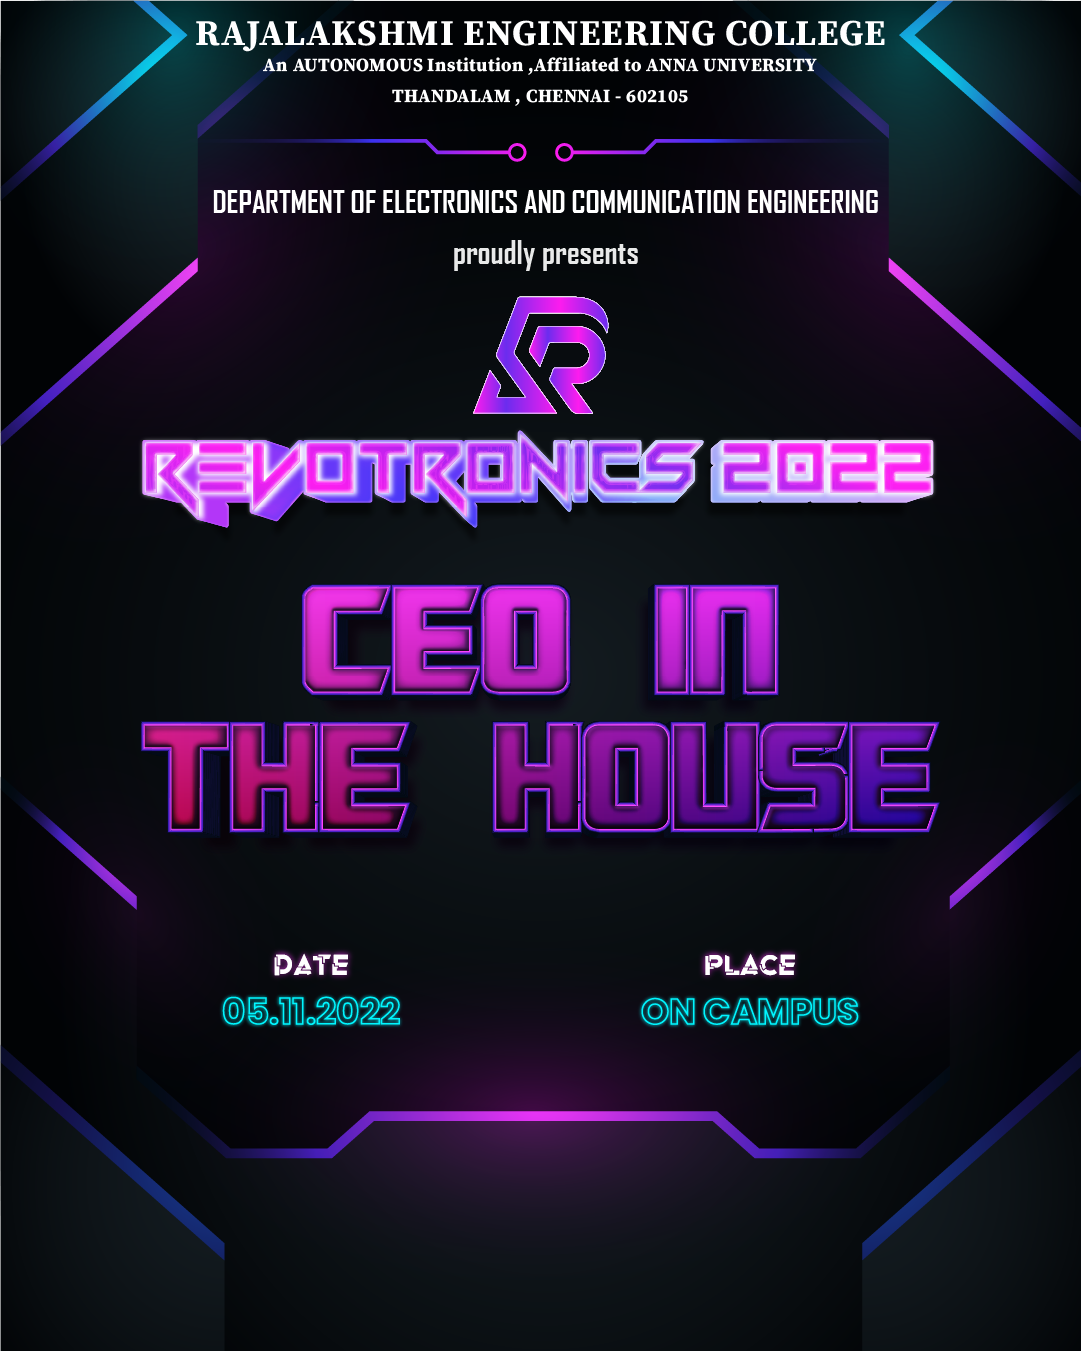 RAJALAKSHMI ENGINEERING COLLEGE
An AUTONOMOUS Institution ,Affiliated to ANNA UNIVERSITY
THANDALAM , CHENNAI - 602105
DEPARTMENT OF ELECTRONICS AND COMMUNICATION ENGINEERING
proudly presents
REVOTRONICS 2022
CEO IN
THE HOUSE
DATE
05.11.2022
PLACE
ON CAMPUS